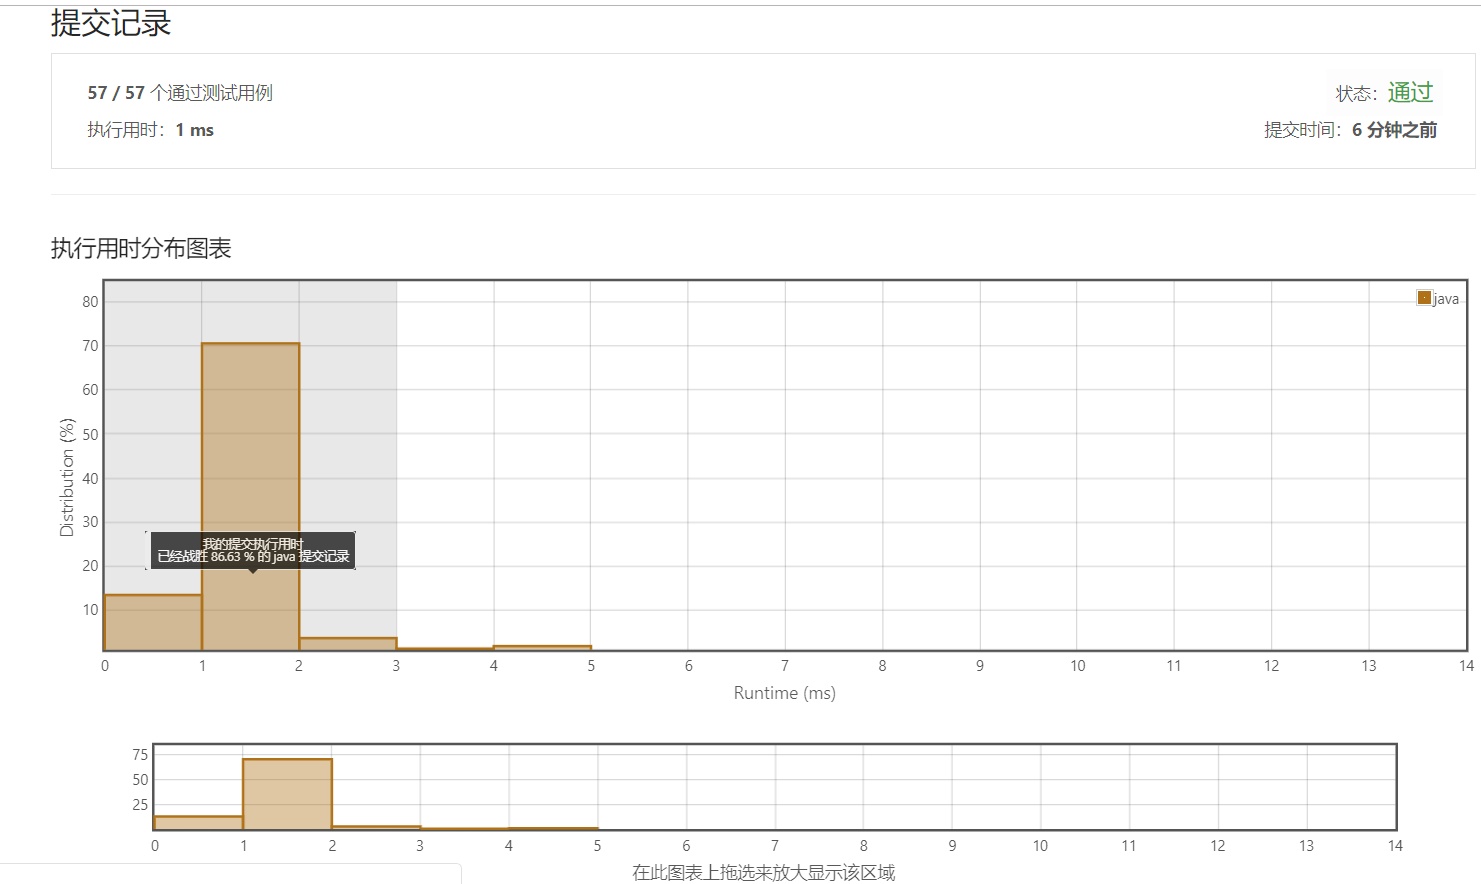 提交记录
57 / 57 个通过测试用例
状态：通过
执行用时：1 ms
提交时间：6 分钟之前
执行用时分布图表
java
80
70
60
50
40
30
20
10
Distribution (%)
我的提交执行用时
已经战胜 86.63 % 的 java 提交记录
0 1 2 3 4 5 6 7 8 9 10 11 12 13 14
Runtime (ms)
75
50
25
0 1 2 3 4 5 6 7 8 9 10 11 12 13 14
在此图表上拖选来放大显示该区域